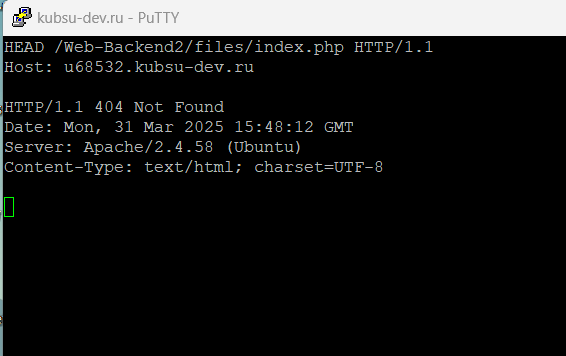 kubsu-dev.ru - PuTTY
HEAD /Web-Backend2/files/index.php HTTP/1.1
Host: u68532.kubsu-dev.ru
HTTP/1.1 404 Not Found
Date: Mon, 31 Mar 2025 15:48:12 GMT
Server: Apache/2.4.58 (Ubuntu)
Content-Type: text/html; charset=UTF-8